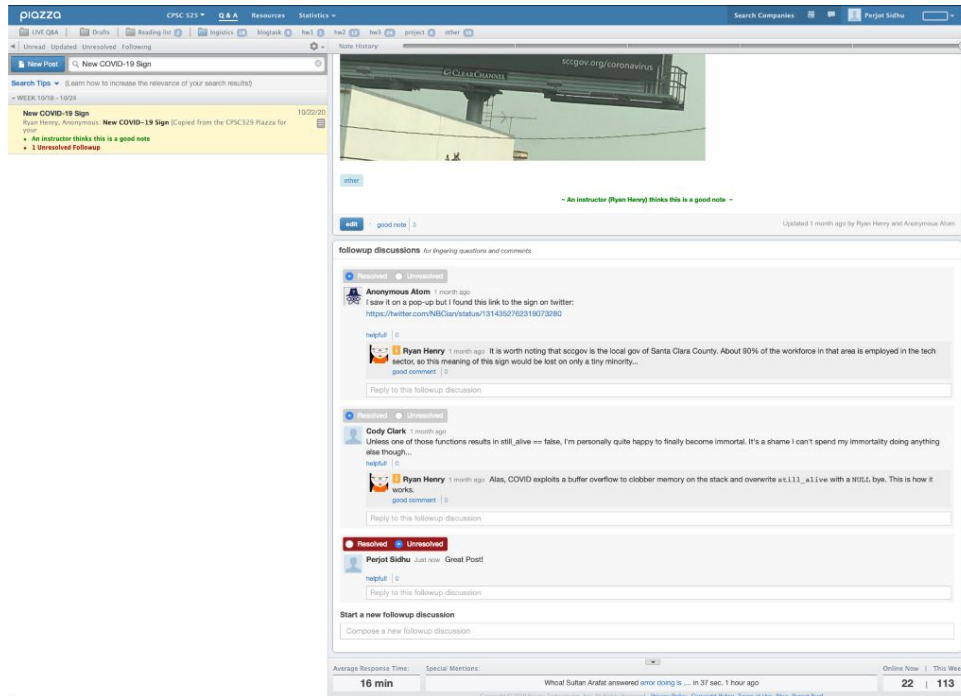 piazza
CPSC 525
Q & A
Resources
Statistics
Search Companies
Perjot Sidhu
LIVE Q&A
Drafts
Reading list
logistics
blogtask
hw1
hw2
hw3
project
other
Unread Updated Unresolved Following
Note History:
New Post
New COVID-19 Sign
Search Tips (Learn how to increase the relevance of your search results!)
WEEK 10/18 - 10/24
New COVID-19 Sign 10/22/20
Ryan Henry, Anonymous: New COVID-19 Sign [Copied from the CPSC329 Piazza for
your
An instructor thinks this is a good note
1 Unresolved Followup
CLEARCHANNEL
sccgov.org/coronavirus
other
~ An instructor (Ryan Henry) thinks this is a good note ~
edit
good note
Updated 1 month ago by Ryan Henry and Anonymous Atom
followup discussions for lingering questions and comments
Resolved Unresolved
Anonymous Atom 1 month ago
I saw it on a pop-up but I found this link to the sign on twitter:
https://twitter.com/NBCian/status/1314352762319073280
helpful! 0
Ryan Henry 1 month ago It is worth noting that sccgov is the local gov of Santa Clara County. About 90% of the workforce in that area is employed in the tech
sector, so this meaning of this sign would be lost on only a tiny minority...
good comment 0
Reply to this followup discussion
Resolved Unresolved
Cody Clark 1 month ago
Unless one of those functions results in still_alive == false, I'm personally quite happy to finally become immortal. It's a shame I can't spend my immortality doing anything
else though...
helpful! 0
Ryan Henry 1 month ago Alas, COVID exploits a buffer overflow to clobber memory on the stack and overwrite still_alive with a NULL bye. This is how it
works.
good comment 0
Reply to this followup discussion
Resolved Unresolved
Perjot Sidhu Just now Great Post!
helpful! 0
Reply to this followup discussion
Start a new followup discussion
Compose a new followup discussion
Average Response Time: Special Mentions: Online Now | This Wee
16 min Whoa! Sultan Arafat answered error doing is ,... in 37 sec. 1 hour ago 22 | 113